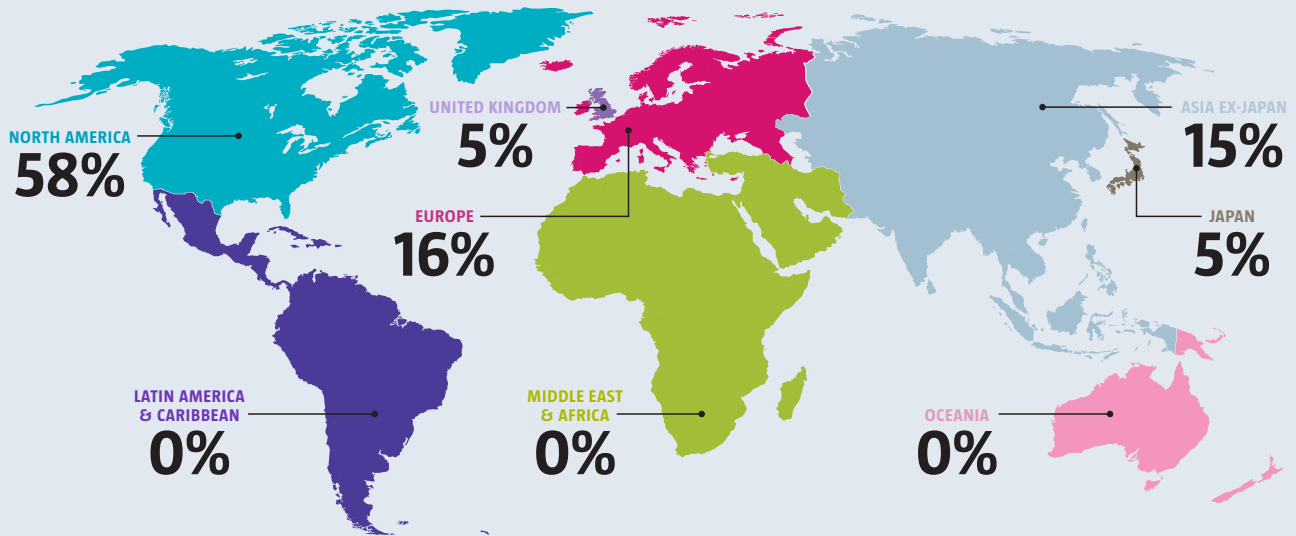 NORTH AMERICA
58%
UNITED KINGDOM
5%
EUROPE
16%
ASIA EX-JAPAN
15%
JAPAN
5%
LATIN AMERICA
& CARIBBEAN
0%
MIDDLE EAST
& AFRICA
0%
OCEANIA
0%